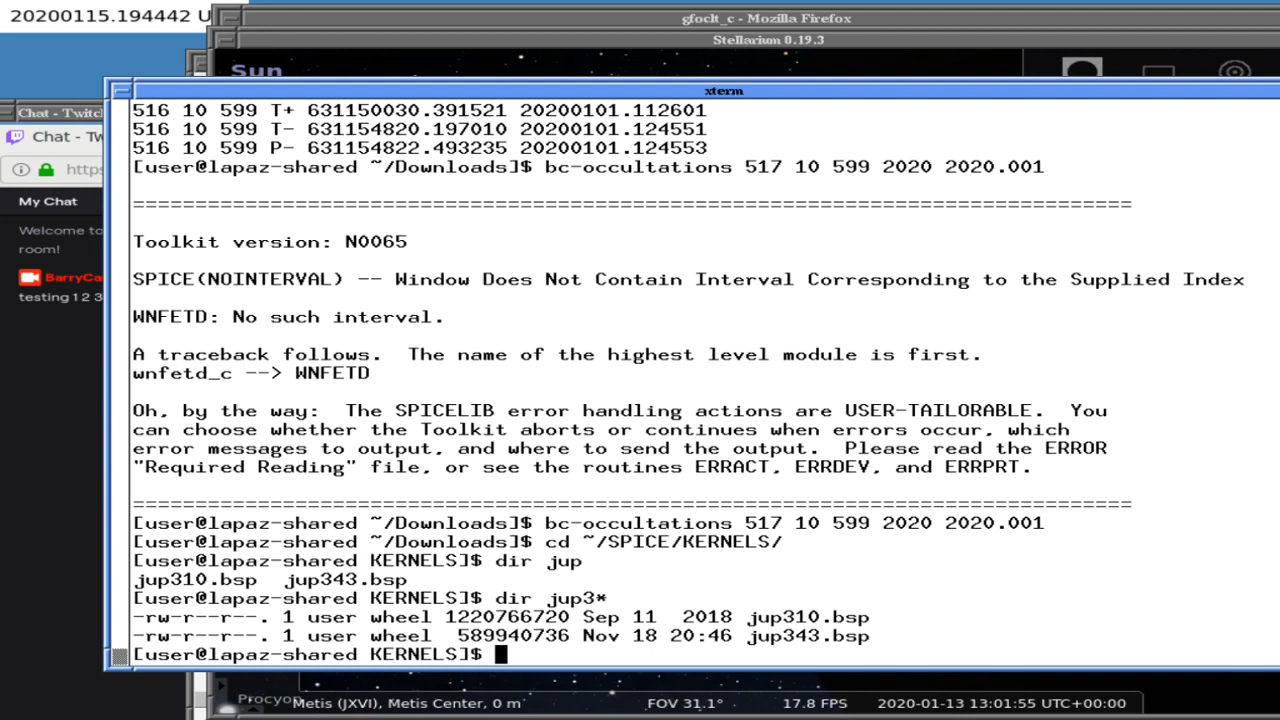 20200115.194442 U
gfoclt_c - Mozilla Firefox
Stellarium 0.19.3
Sun
xterm
Chat - Twitch
Chat - Tw
https
My Chat
Welcome to
room!
BarryCa
testing 1 2 3
516 10 599 T+ 631150030.391521 20200101.112601
516 10 599 T- 631154820.197010 20200101.124551
516 10 599 P- 631154822.493235 20200101.124553
[user@lapaz-shared ~/Downloads]$ bc-occultations 517 10 599 2020 2020.001
================================================================================
Toolkit version: N0065
SPICE(NOINTERVAL) -- Window Does Not Contain Interval Corresponding to the Supplied Index
WNFETD: No such interval.
A traceback follows.  The name of the highest level module is first.
wnfetd_c --> WNFETD
Oh, by the way:  The SPICELIB error handling actions are USER-TAILORABLE.  You
can choose whether the Toolkit aborts or continues when errors occur, which
error messages to output, and where to send the output.  Please read the ERROR
"Required Reading" file, or see the routines ERRACT, ERRDEV, and ERRPRT.
================================================================================
[user@lapaz-shared ~/Downloads]$ bc-occultations 517 10 599 2020 2020.001
[user@lapaz-shared ~/Downloads]$ cd ~/SPICE/KERNELS/
[user@lapaz-shared KERNELS]$ dir jup
jup310.bsp  jup343.bsp
[user@lapaz-shared KERNELS]$ dir jup3*
-rw-r--r--. 1 user wheel 1220766720 Sep 11  2018 jup310.bsp
-rw-r--r--. 1 user wheel  589940736 Nov 18 20:46 jup343.bsp
[user@lapaz-shared KERNELS]$
Procyon
Metis (JXVI), Metis Center, 0 m
FOV 31.1°
17.8 FPS
2020-01-13 13:01:55 UTC+00:00